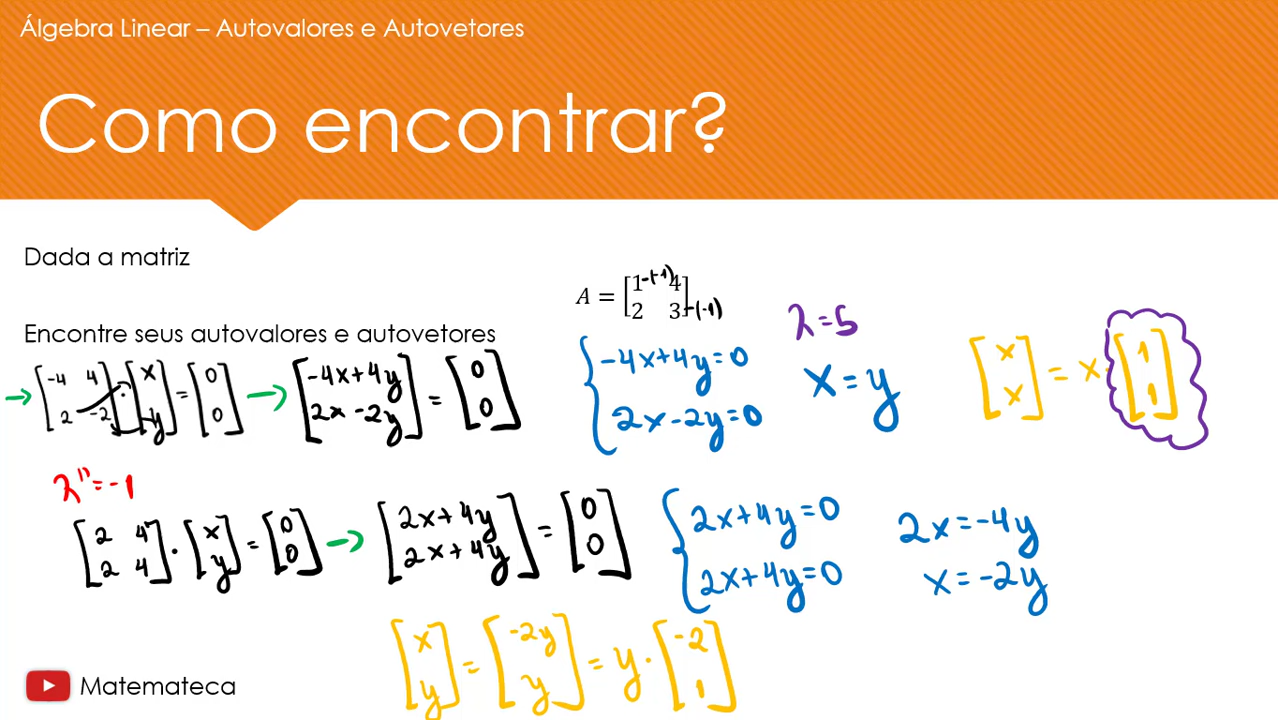 Álgebra Linear – Autovalores e Autovetores
Como encontrar?
Dada a matriz
A = [1-(-1) 4; 2 3-(-1)]
Encontre seus autovalores e autovetores
λ=5
→ [-4 4; 2 -2] · [x; y] = [0; 0] → [-4x+4y; 2x-2y] = [0; 0]
{-4x+4y=0
2x-2y=0
x=y
[x; x] = x · [1; 1]
λ"=-1
[2 4; 2 4] · [x; y] = [0; 0] → [2x+4y; 2x+4y] = [0; 0]
{2x+4y=0
2x+4y=0
2x=-4y
x=-2y
[x; y] = [-2y; y] = y · [-2; 1]
Matemateca